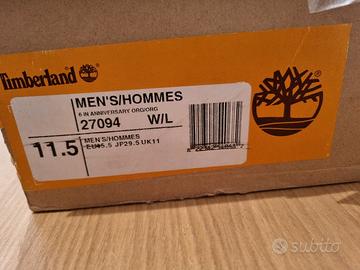 Timberland
MEN'S/HOMMES
6 IN ANNIVERSARY ORG/ORG
27094 W/L
11.5
MEN'S/HOMMES
EU45.5 JP29.5 UK11
subito